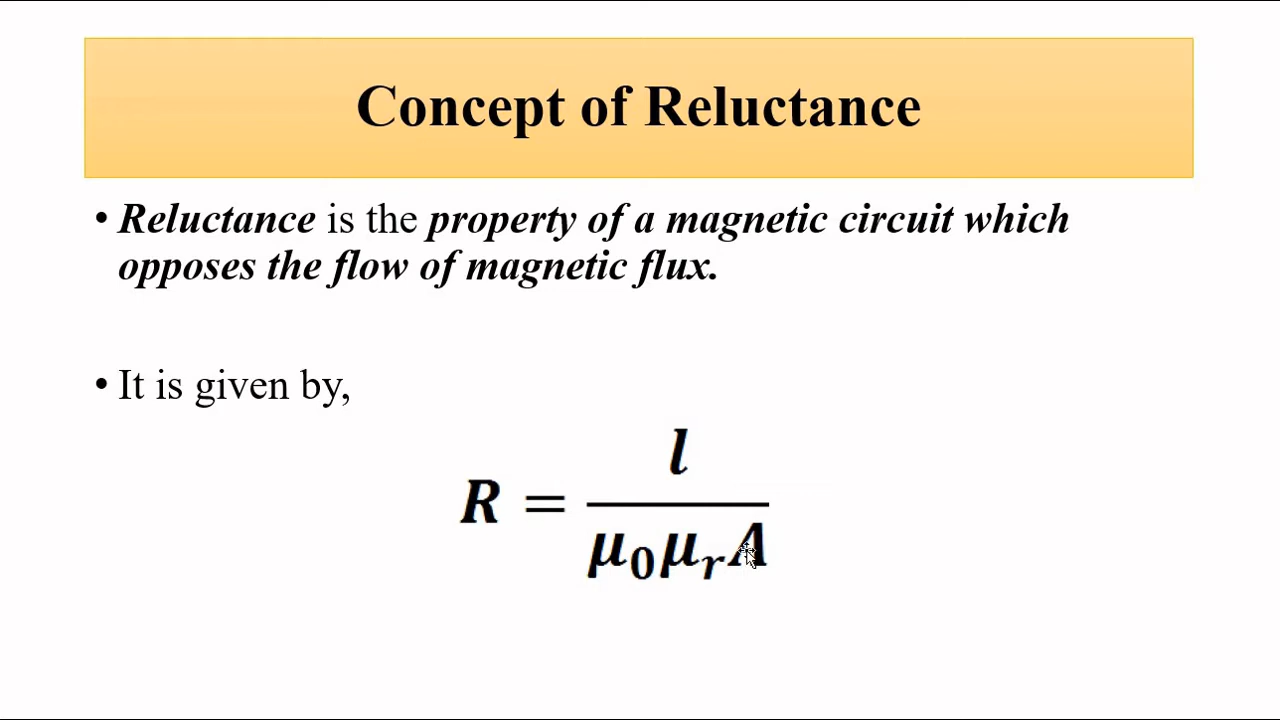 Concept of Reluctance
• Reluctance is the property of a magnetic circuit which
opposes the flow of magnetic flux.
• It is given by,
R = l / μ₀μᵣA